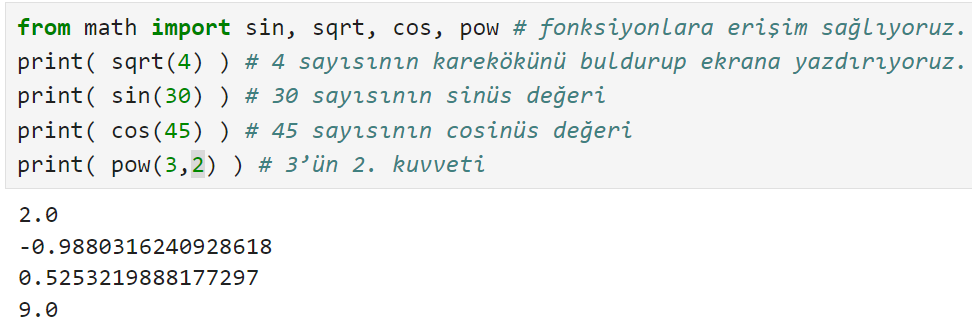 from math import sin, sqrt, cos, pow # fonksiyonlara erişim sağlıyoruz.
print( sqrt(4) ) # 4 sayısının karekökünü buldurup ekrana yazdırıyoruz.
print( sin(30) ) # 30 sayısının sinüs değeri
print( cos(45) ) # 45 sayısının cosinüs değeri
print( pow(3,2) ) # 3’ün 2. kuvveti
2.0
-0.9880316240928618
0.5253219888177297
9.0